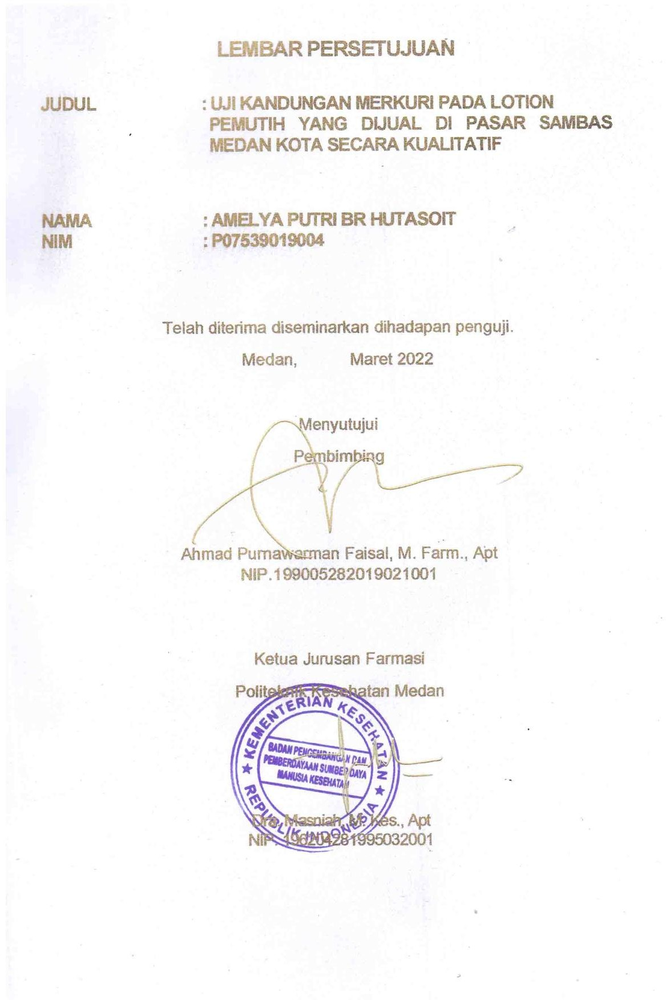 LEMBAR PERSETUJUAN
JUDUL : UJI KANDUNGAN MERKURI PADA LOTION
PEMUTIH YANG DIJUAL DI PASAR SAMBAS
MEDAN KOTA SECARA KUALITATIF
NAMA : AMELYA PUTRI BR HUTASOIT
NIM : P07539019004
Telah diterima diseminarkan dihadapan penguji.
Medan, Maret 2022
Menyutujui
Pembimbing
Ahmad Purnawarman Faisal, M. Farm., Apt
NIP.199005282019021001
Ketua Jurusan Farmasi
Politeknik Kesehatan Medan
KEMENTERIAN KESEHATAN
BADAN PENGEMBANGAN DAN
PEMBERDAYAAN SUMBER DAYA
MANUSIA KESEHATAN
REPUBLIK INDONESIA
Dra. Masniah, M. Kes., Apt
NIP. 196204281995032001